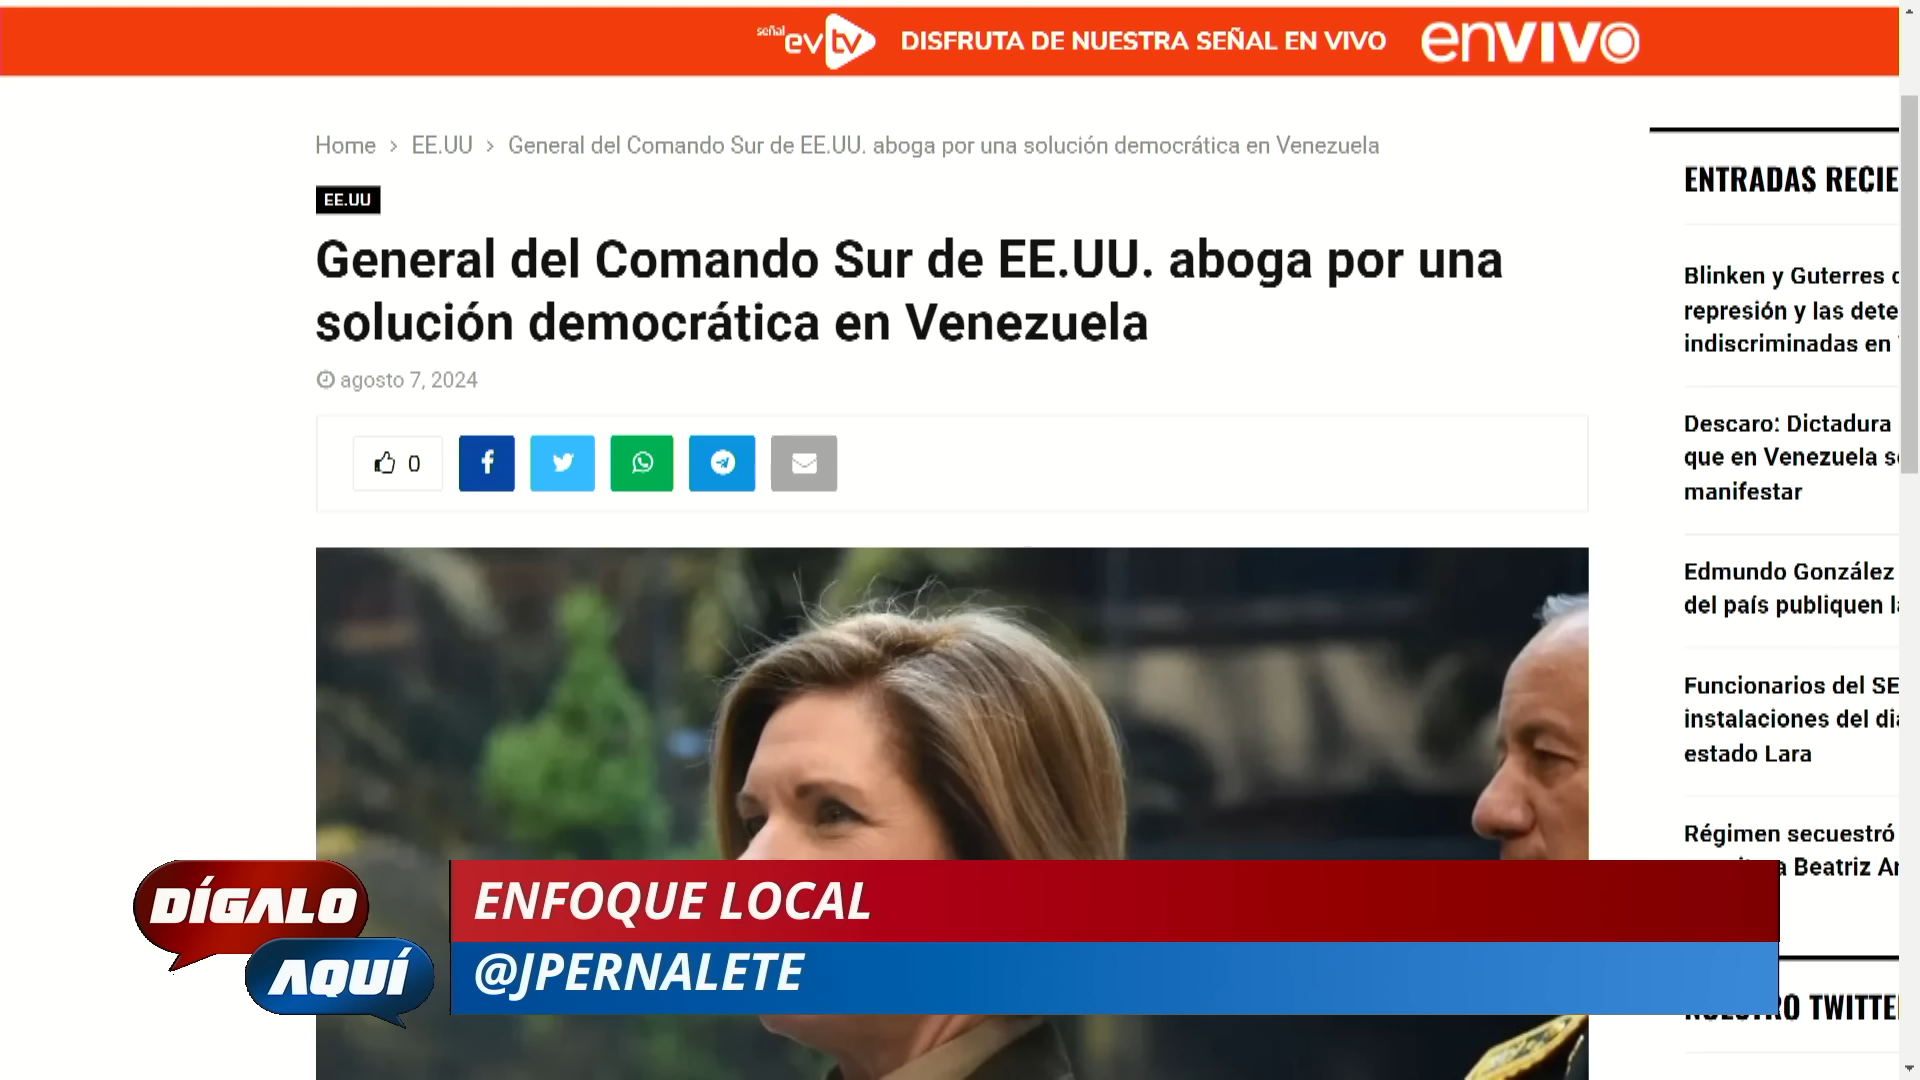 señal evtv DISFRUTA DE NUESTRA SEÑAL EN VIVO enVIVO
Home > EE.UU > General del Comando Sur de EE.UU. aboga por una solución democrática en Venezuela
EE.UU
General del Comando Sur de EE.UU. aboga por una
solución democrática en Venezuela
agosto 7, 2024
0
ENTRADAS RECIE
Blinken y Guterres
represión y las dete
indiscriminadas en
Descaro: Dictadura
que en Venezuela s
manifestar
Edmundo González
del país publiquen l
Funcionarios del SE
instalaciones del di
estado Lara
Régimen secuestró
a Beatriz Ar
TWITTE
DÍGALO
AQUÍ
ENFOQUE LOCAL
@JPERNALETE